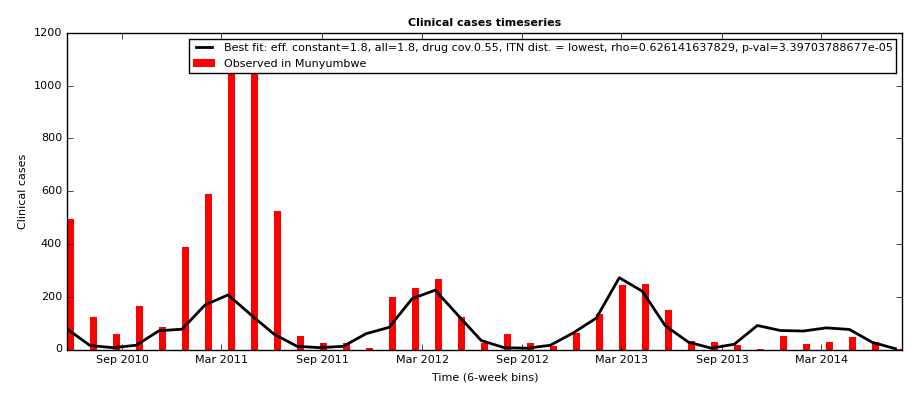 Clinical cases timeseries
Best fit: eff. constant=1.8, all=1.8, drug cov.0.55, ITN dist. = lowest, rho=0.626141637829, p-val=3.39703788677e-05
Observed in Munyumbwe
1200
1000
800
600
400
200
0
Clinical cases
Sep 2010 Mar 2011 Sep 2011 Mar 2012 Sep 2012 Mar 2013 Sep 2013 Mar 2014
Time (6-week bins)